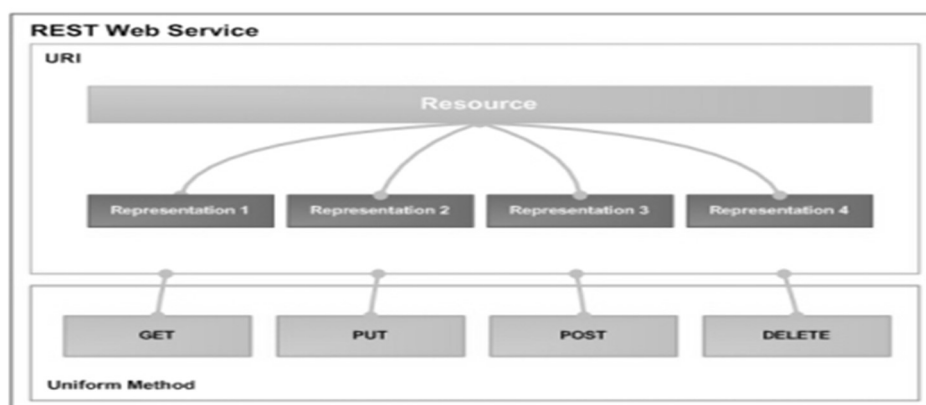 REST Web Service
URI
Resource
Representation 1 Representation 2 Representation 3 Representation 4
GET PUT POST DELETE
Uniform Method